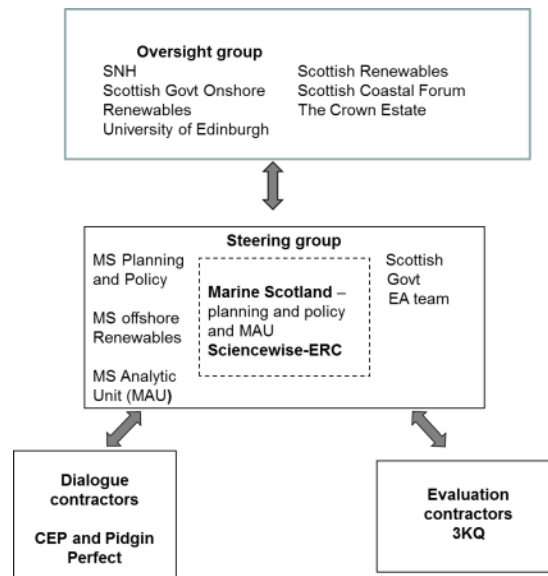 Oversight group
SNH
Scottish Govt Onshore
Renewables
University of Edinburgh
Scottish Renewables
Scottish Coastal Forum
The Crown Estate
Steering group
MS Planning
and Policy
MS offshore
Renewables
MS Analytic
Unit (MAU)
Marine Scotland –
planning and policy
and MAU
Sciencewise-ERC
Scottish
Govt
EA team
Dialogue
contractors
CEP and Pidgin
Perfect
Evaluation
contractors
3KQ